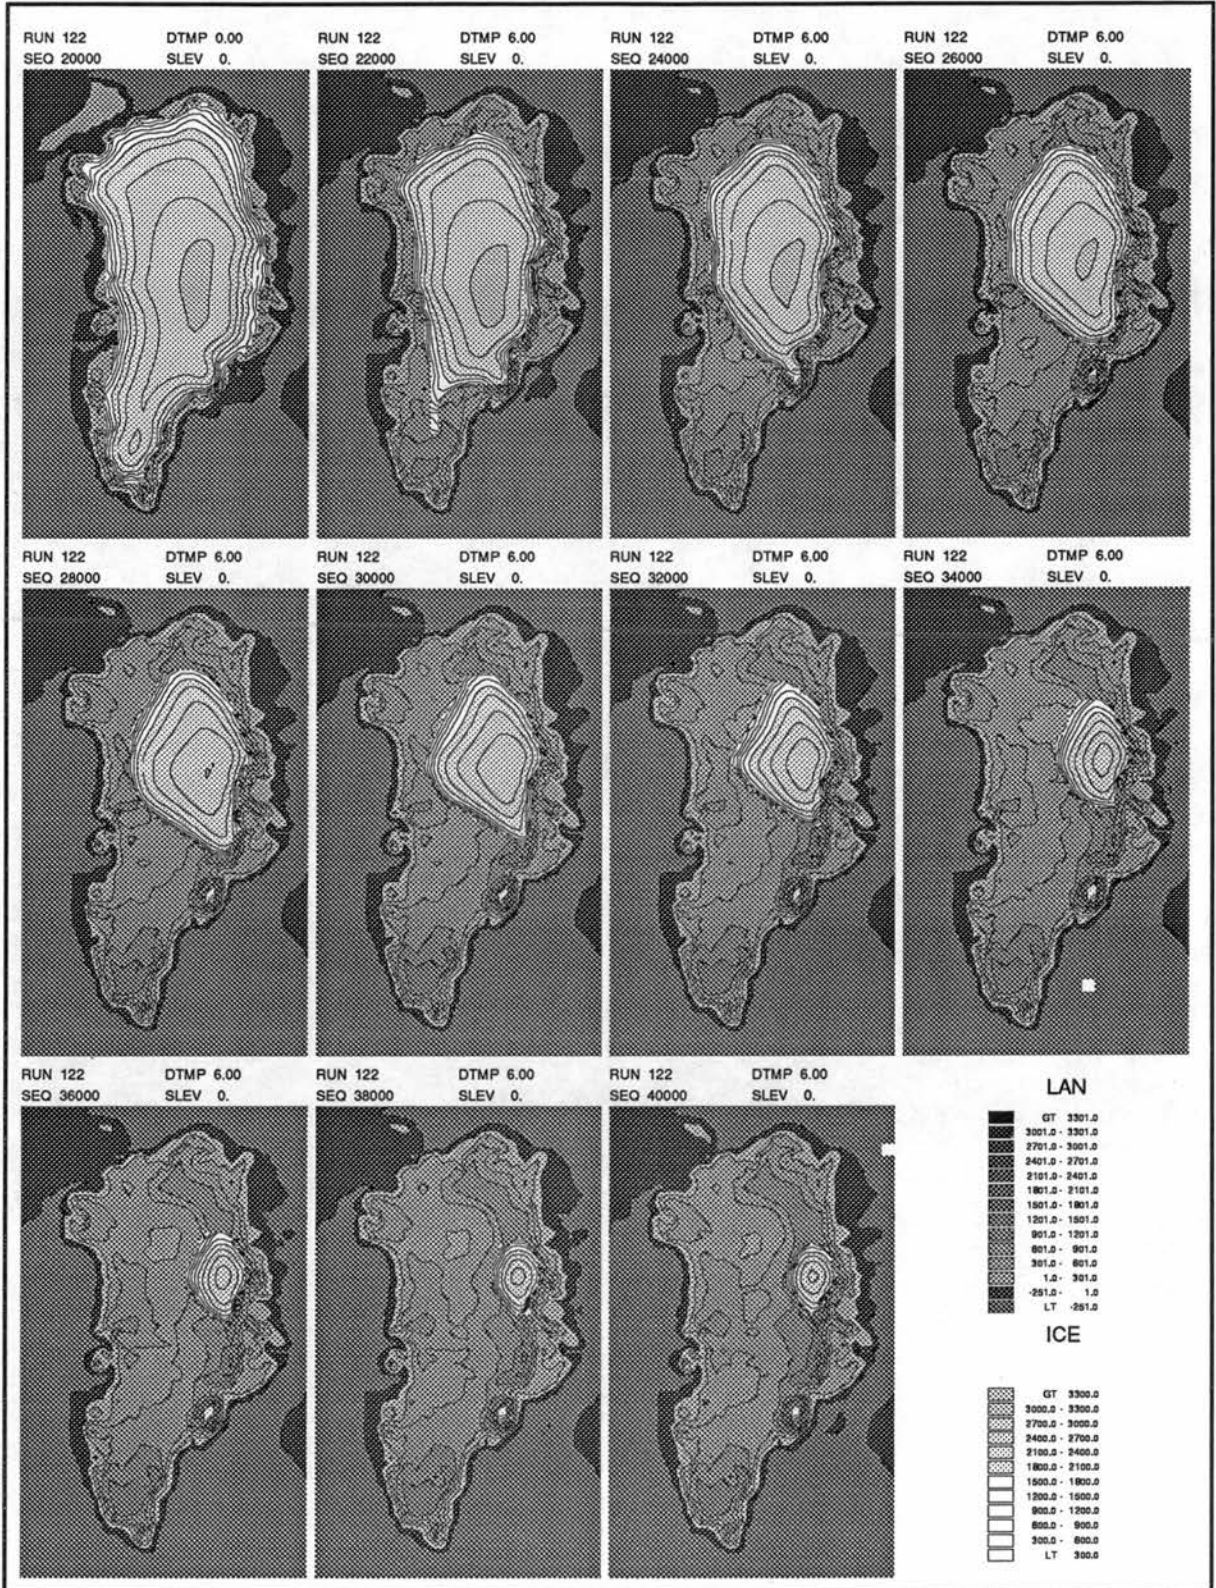 RUN 122 DTMP 0.00
SEQ 20000 SLEV 0.
RUN 122 DTMP 6.00
SEQ 22000 SLEV 0.
RUN 122 DTMP 6.00
SEQ 24000 SLEV 0.
RUN 122 DTMP 6.00
SEQ 26000 SLEV 0.
RUN 122 DTMP 6.00
SEQ 28000 SLEV 0.
RUN 122 DTMP 6.00
SEQ 30000 SLEV 0.
RUN 122 DTMP 6.00
SEQ 32000 SLEV 0.
RUN 122 DTMP 6.00
SEQ 34000 SLEV 0.
RUN 122 DTMP 6.00
SEQ 36000 SLEV 0.
RUN 122 DTMP 6.00
SEQ 38000 SLEV 0.
RUN 122 DTMP 6.00
SEQ 40000 SLEV 0.
LAN
GT 3301.0
3001.0 - 3301.0
2701.0 - 3001.0
2401.0 - 2701.0
2101.0 - 2401.0
1801.0 - 2101.0
1501.0 - 1801.0
1201.0 - 1501.0
901.0 - 1201.0
601.0 - 901.0
301.0 - 601.0
1.0 - 301.0
-251.0 - 1.0
LT -251.0
ICE
GT 3300.0
3000.0 - 3300.0
2700.0 - 3000.0
2400.0 - 2700.0
2100.0 - 2400.0
1800.0 - 2100.0
1500.0 - 1800.0
1200.0 - 1500.0
900.0 - 1200.0
600.0 - 900.0
300.0 - 600.0
LT 300.0